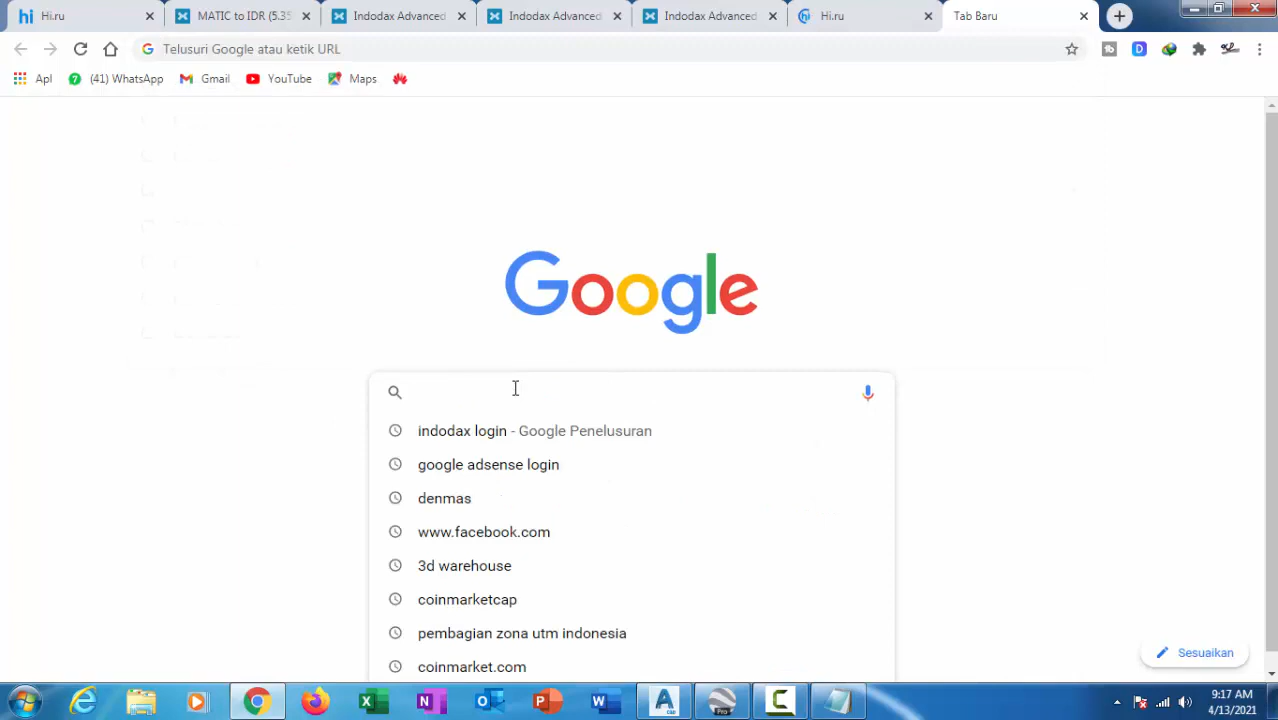 hi Hi.ru
MATIC to IDR (5.35
Indodax Advanced
Indodax Advanced
Indodax Advanced
Hi.ru
Tab Baru
Telusuri Google atau ketik URL
Apl
(41) WhatsApp
Gmail
YouTube
Maps
Google
indodax login - Google Penelusuran
google adsense login
denmas
www.facebook.com
3d warehouse
coinmarketcap
pembagian zona utm indonesia
coinmarket.com
Sesuaikan
9:17 AM
4/13/2021